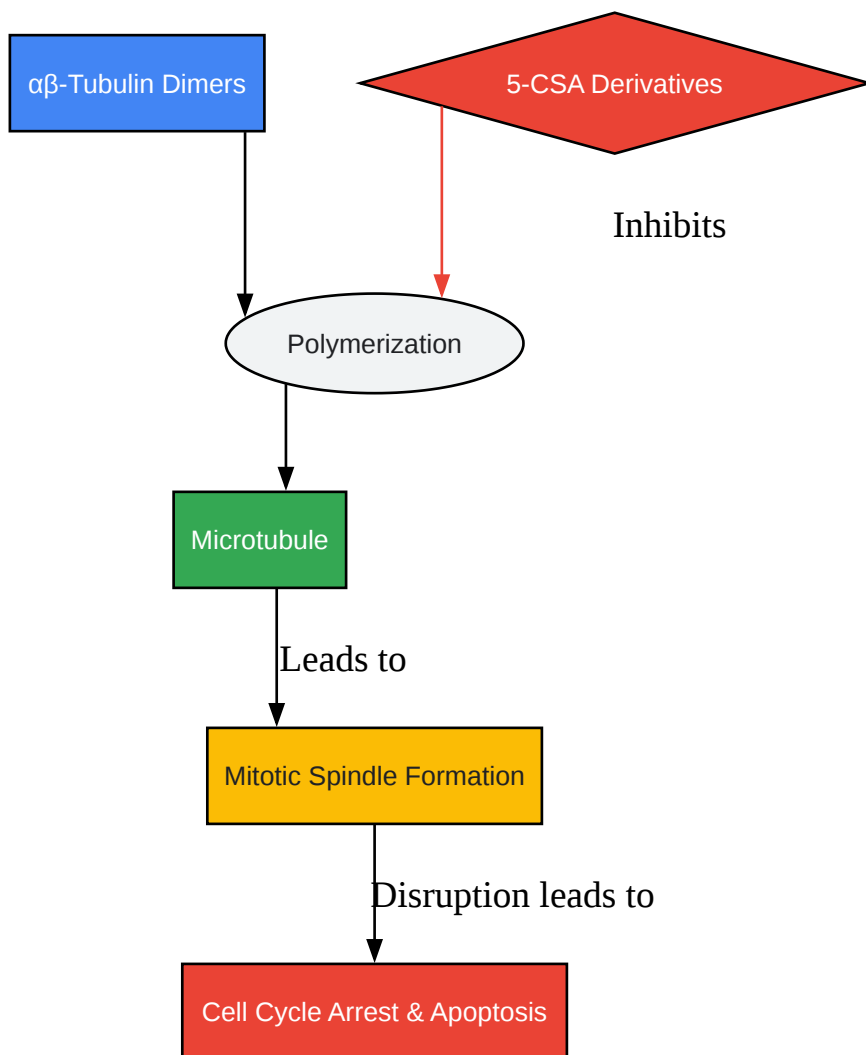 αβ-Tubulin Dimers
5-CSA Derivatives
Inhibits
Polymerization
Microtubule
Leads to
Mitotic Spindle Formation
Disruption leads to
Cell Cycle Arrest & Apoptosis